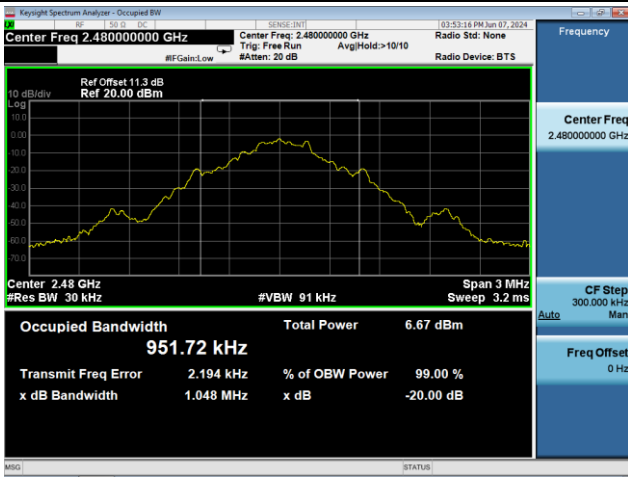 Keysight Spectrum Analyzer - Occupied BW
RF 50 Ω DC SENSE:INT 03:53:16 PM Jun 07, 2024
Center Freq 2.480000000 GHz
Center Freq: 2.480000000 GHz
Radio Std: None
Trig: Free Run Avg|Hold:>10/10
#IFGain:Low #Atten: 20 dB Radio Device: BTS
Ref Offset 11.3 dB
10 dB/div Ref 20.00 dBm
Log
10.0
0.00
-10.0
-20.0
-30.0
-40.0
-50.0
-60.0
-70.0
Center 2.48 GHz Span 3 MHz
#Res BW 30 kHz #VBW 91 kHz Sweep 3.2 ms
Occupied Bandwidth Total Power 6.67 dBm
951.72 kHz
Transmit Freq Error 2.194 kHz % of OBW Power 99.00 %
x dB Bandwidth 1.048 MHz x dB -20.00 dB
MSG STATUS
Frequency
Center Freq
2.480000000 GHz
CF Step
300.000 kHz
Auto Man
Freq Offset
0 Hz